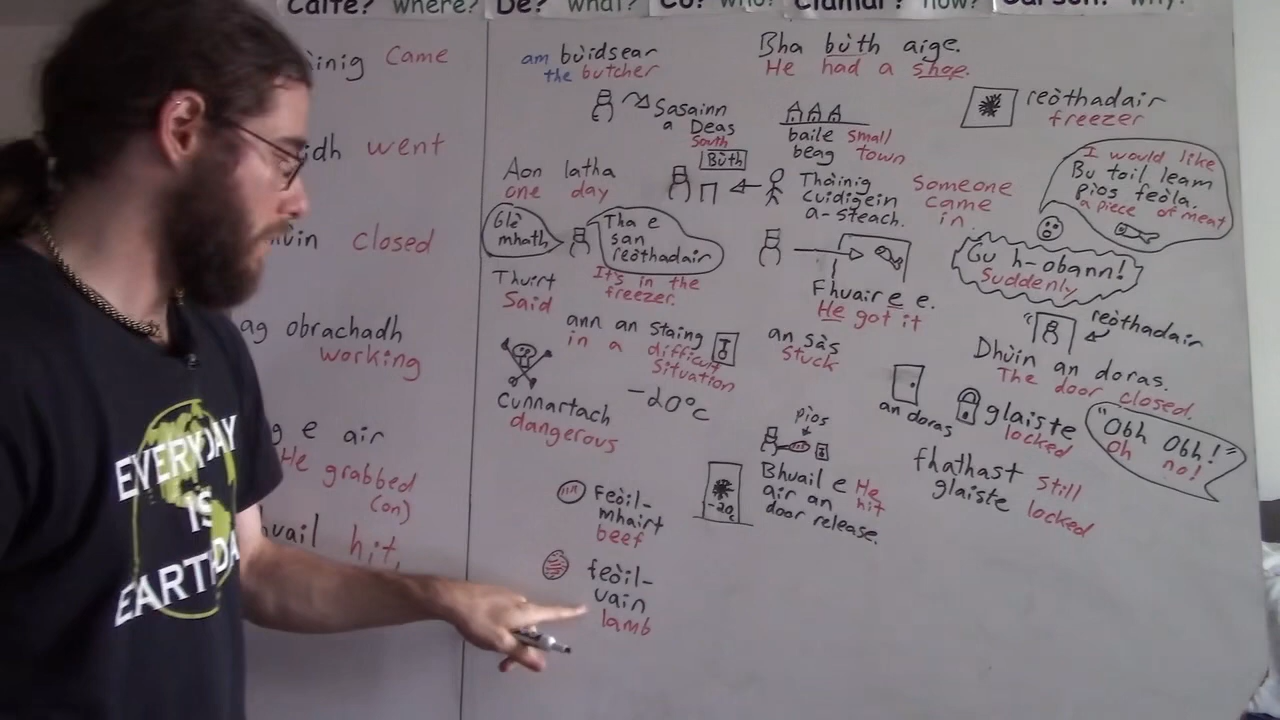 Càite? where?
Dè? what?
Cò? who?
Ciamar? how?
Carson? why?
came
went
closed
ag obrachadh
working
e air
He grabbed
(on)
hit
am bùidsear
the butcher
Bha bùth aige.
He had a shop.
Sasainn
a Deas
South
baile small
beag town
reòthadair
freezer
Aon latha
one day
Bùth
Thàinig
cuidigein
a-steach.
Someone
came
in.
I would like
Bu toil leam
pìos feòla.
a piece of meat
Glè
mhath
Tha e
san
reòthadair
It's in the
freezer.
Thuirt
Said
Fhuair e e.
He got it
Gu h-obann!
Suddenly
reòthadair
Dhùin an doras.
The door closed.
ann an staing
in a difficult
situation
an sàs
Stuck
Cunnartach
dangerous
-20°C
an doras
glaiste
locked
"Obh Obh!"
Oh no!
fhathast still
glaiste locked
pìos
Bhuail e He
air an hit
door release.
-20c
Feòil-
mhairt
beef
feòil-
uain
lamb
EVERYDAY
IS
EARTHDA